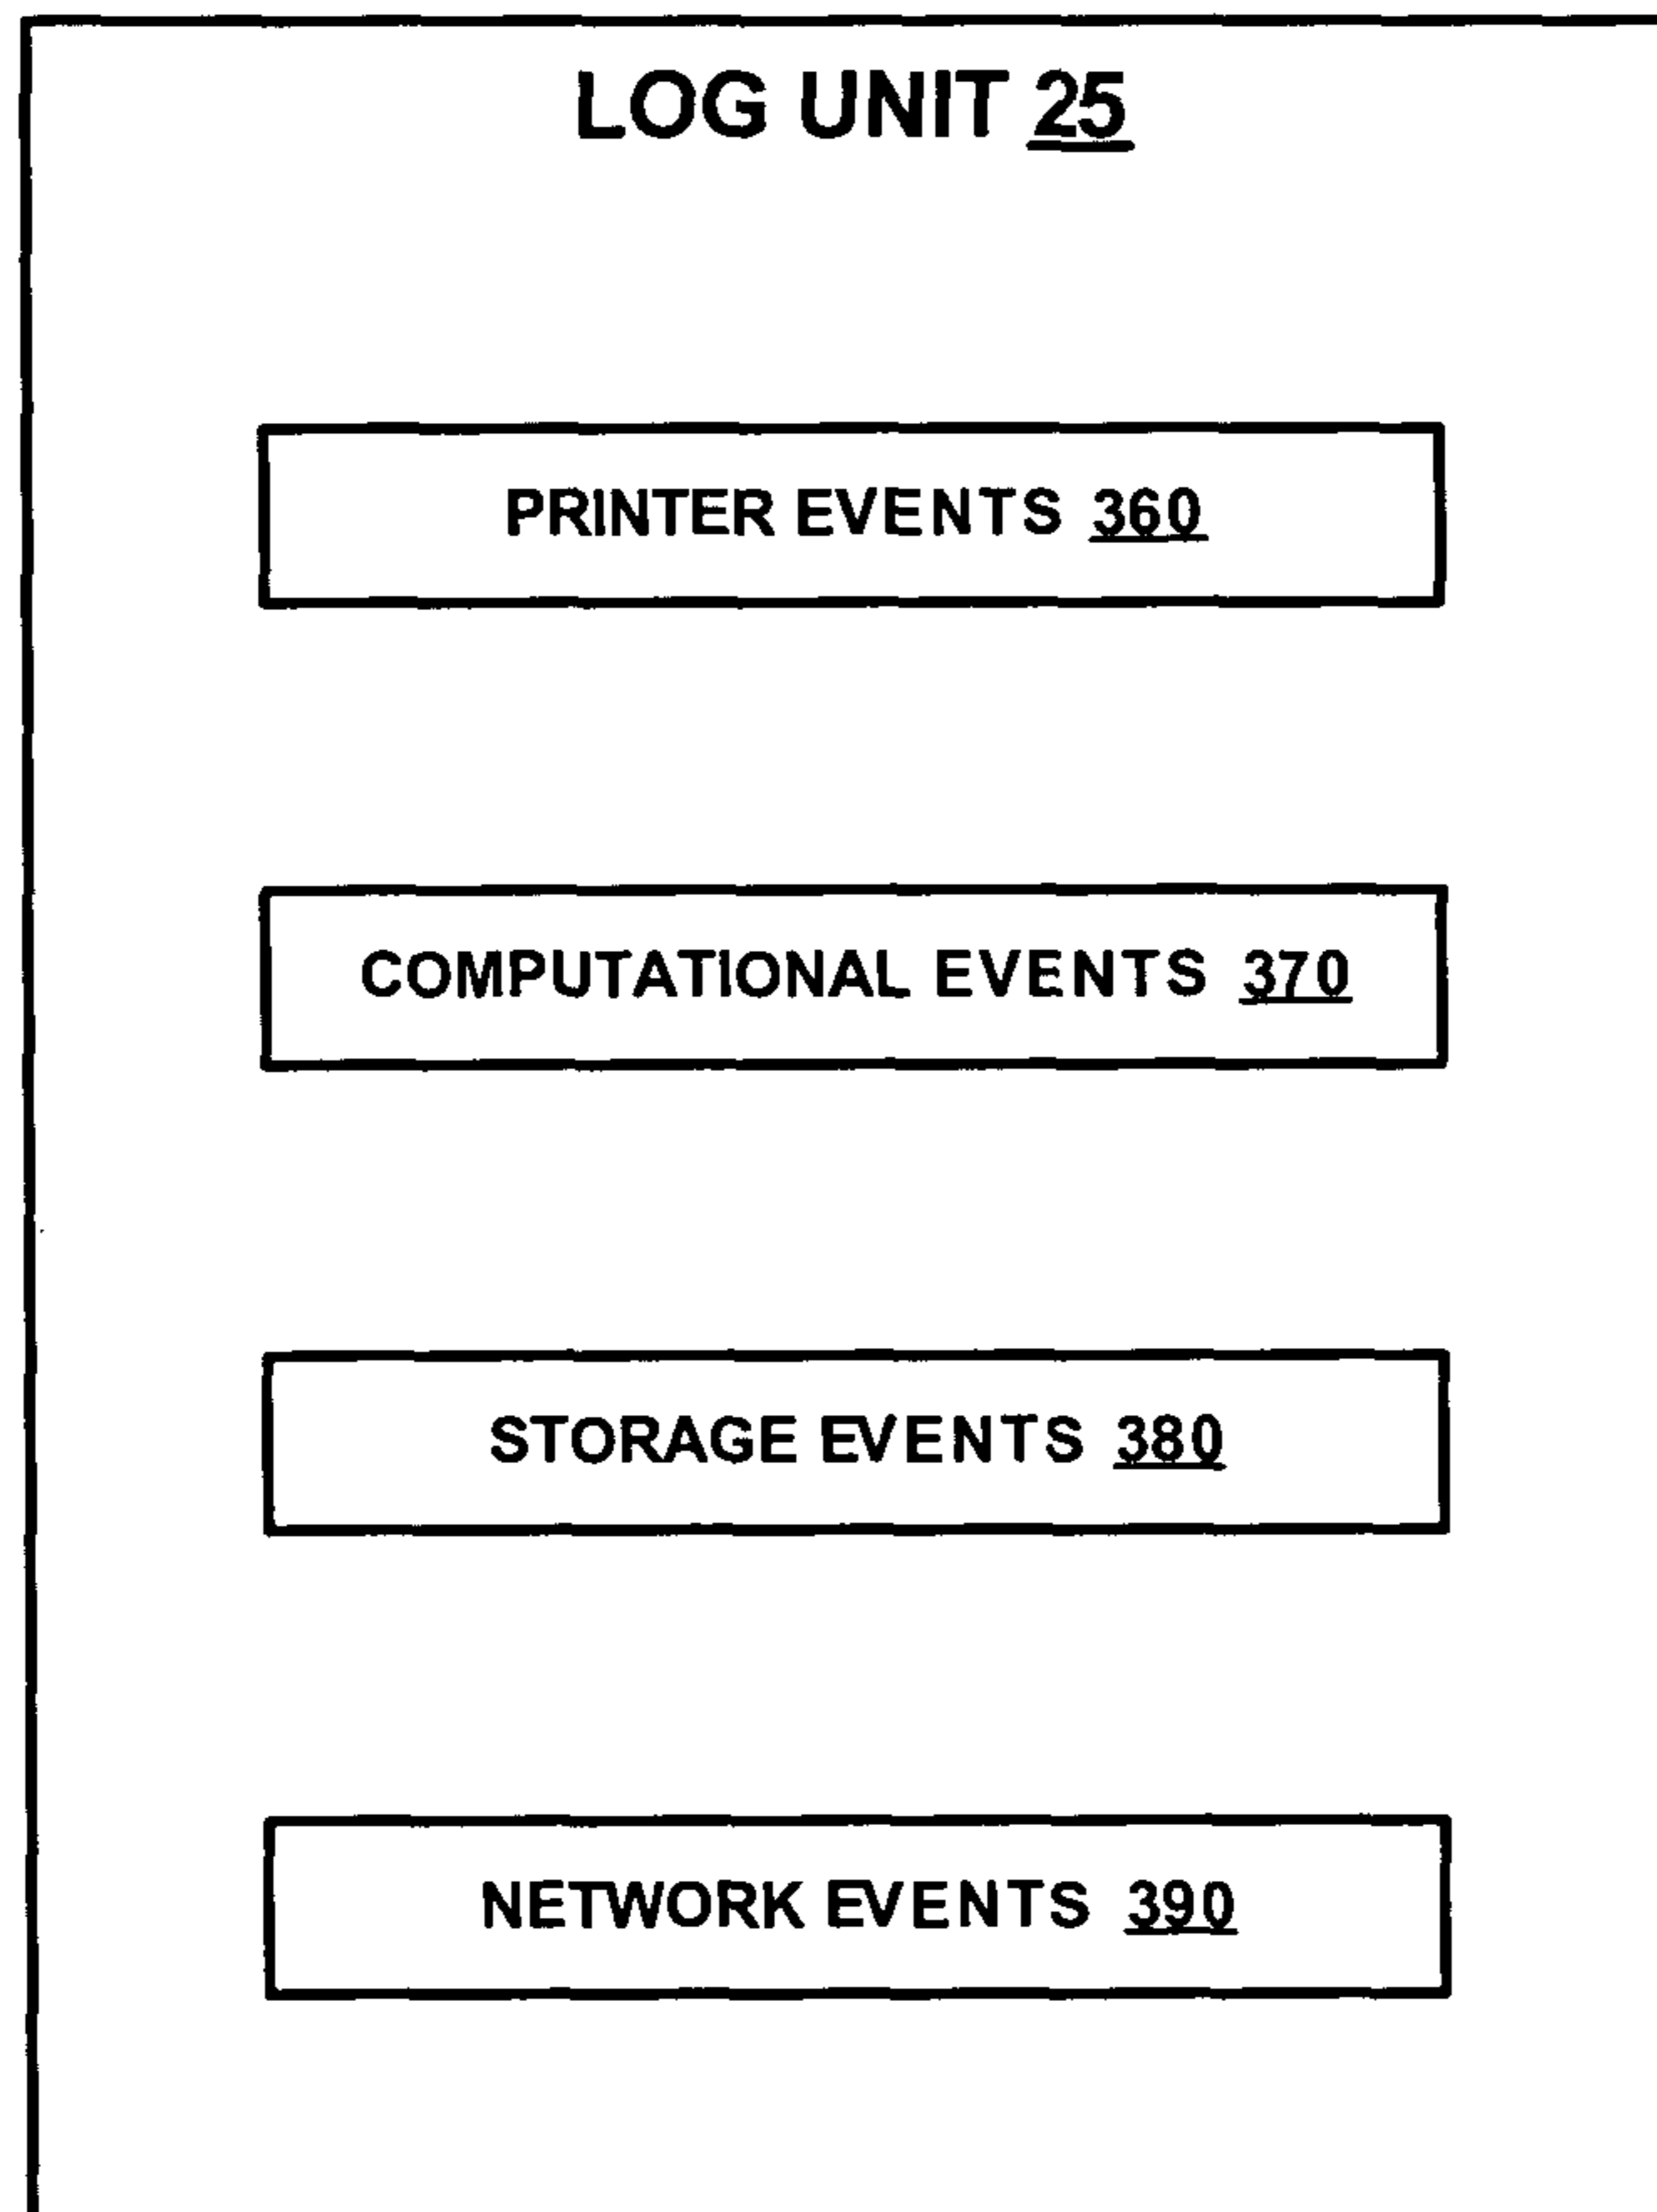 LOG UNIT 25
PRINTER EVENTS 360
COMPUTATIONAL EVENTS 370
STORAGE EVENTS 380
NETWORK EVENTS 390